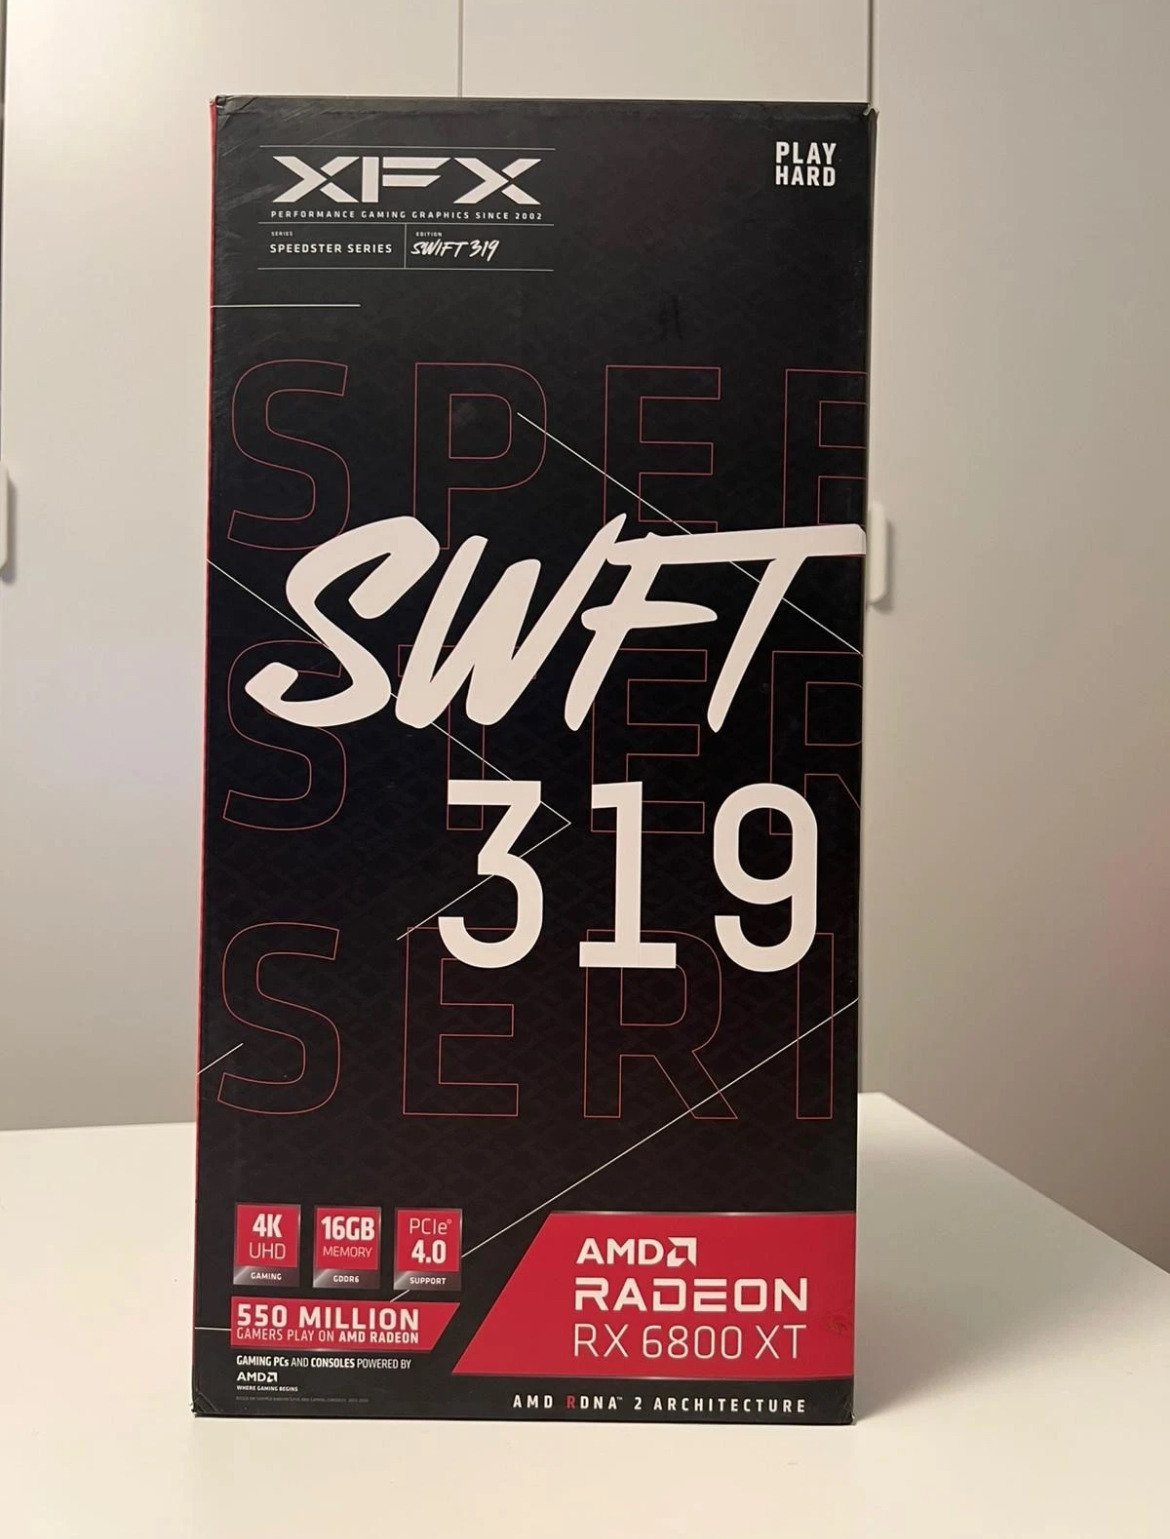 XFX
PLAY
HARD
PERFORMANCE GAMING GRAPHICS SINCE 2002
SERIES
SPEEDSTER SERIES
EDITION
SWIFT 319
SPEE
SWFT
STER
319
SERI
4K
UHD
GAMING
16GB
MEMORY
GDDR6
PCIe®
4.0
SUPPORT
550 MILLION
GAMERS PLAY ON AMD RADEON
GAMING PCs AND CONSOLES POWERED BY
AMD
WHERE GAMING BEGINS
AMD
RADEON
RX 6800 XT
AMD RDNA™ 2 ARCHITECTURE